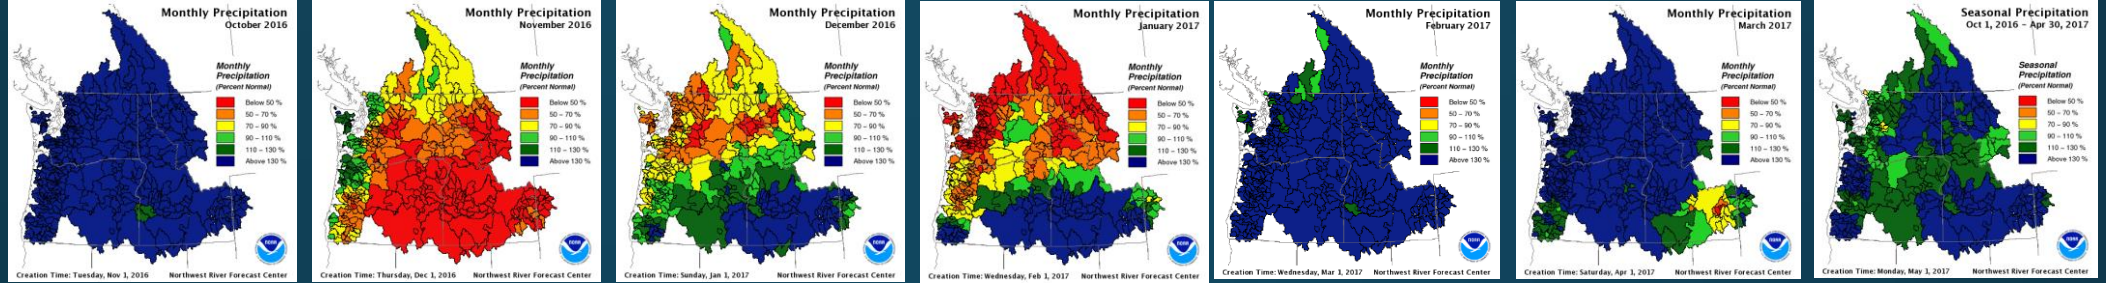 Monthly Precipitation
October 2016
Monthly
Precipitation
(Percent Normal)
Below 50 %
50 - 70 %
70 - 90 %
90 - 110 %
110 - 130 %
Above 130 %
noaa
Creation Time: Tuesday, Nov 1, 2016 Northwest River Forecast Center
Monthly Precipitation
November 2016
Monthly
Precipitation
(Percent Normal)
Below 50 %
50 - 70 %
70 - 90 %
90 - 110 %
110 - 130 %
Above 130 %
noaa
Creation Time: Thursday, Dec 1, 2016 Northwest River Forecast Center
Monthly Precipitation
December 2016
Monthly
Precipitation
(Percent Normal)
Below 50 %
50 - 70 %
70 - 90 %
90 - 110 %
110 - 130 %
Above 130 %
noaa
Creation Time: Sunday, Jan 1, 2017 Northwest River Forecast Center
Monthly Precipitation
January 2017
Monthly
Precipitation
(Percent Normal)
Below 50 %
50 - 70 %
70 - 90 %
90 - 110 %
110 - 130 %
Above 130 %
noaa
Creation Time: Wednesday, Feb 1, 2017 Northwest River Forecast Center
Monthly Precipitation
February 2017
Monthly
Precipitation
(Percent Normal)
Below 50 %
50 - 70 %
70 - 90 %
90 - 110 %
110 - 130 %
Above 130 %
noaa
Creation Time: Wednesday, Mar 1, 2017 Northwest River Forecast Center
Monthly Precipitation
March 2017
Monthly
Precipitation
(Percent Normal)
Below 50 %
50 - 70 %
70 - 90 %
90 - 110 %
110 - 130 %
Above 130 %
noaa
Creation Time: Saturday, Apr 1, 2017 Northwest River Forecast Center
Seasonal Precipitation
Oct 1, 2016 - Apr 30, 2017
Seasonal
Precipitation
(Percent Normal)
Below 50 %
50 - 70 %
70 - 90 %
90 - 110 %
110 - 130 %
Above 130 %
noaa
Creation Time: Monday, May 1, 2017 Northwest River Forecast Center